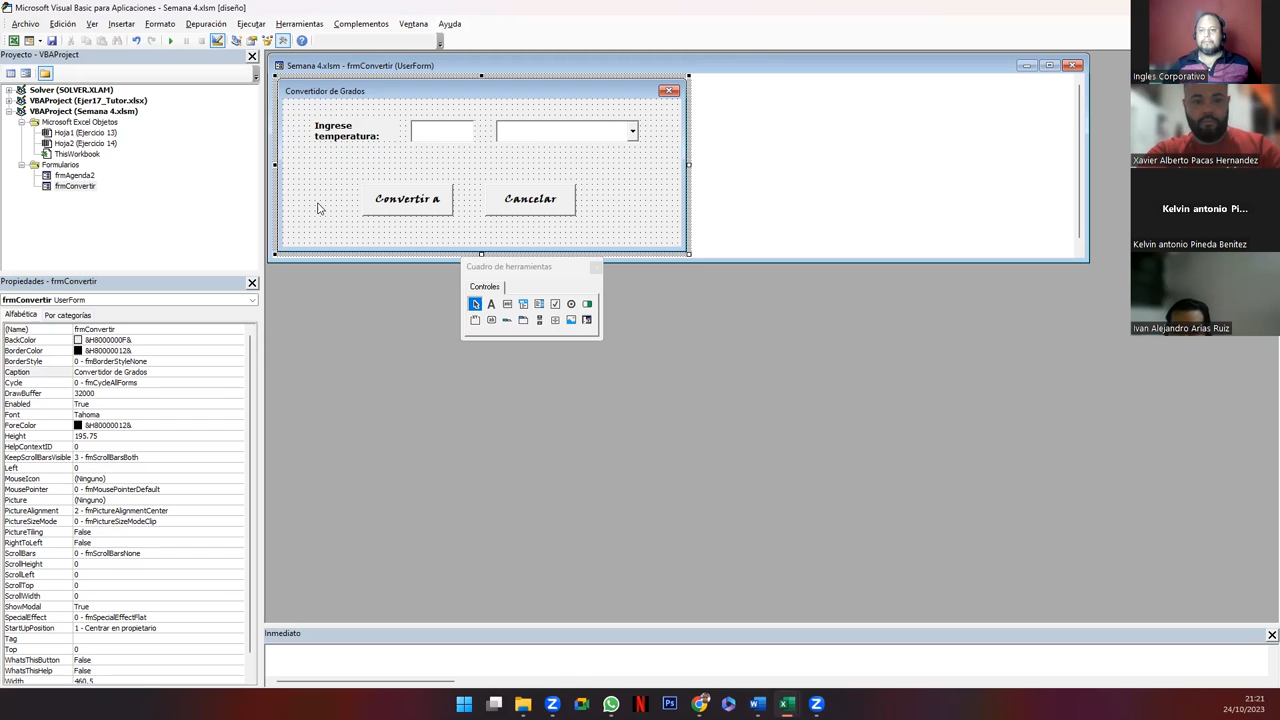 Microsoft Visual Basic para Aplicaciones - Semana 4.xlsm [diseño]
Archivo Edición Ver Insertar Formato Depuración Ejecutar Herramientas Complementos Ventana Ayuda
Proyecto - VBAProject
Solver (SOLVER.XLAM)
VBAProject (Ejer17_Tutor.xlsx)
VBAProject (Semana 4.xlsm)
Microsoft Excel Objetos
Hoja1 (Ejercicio 13)
Hoja2 (Ejercicio 14)
ThisWorkbook
Formularios
frmAgenda2
frmConvertir
Propiedades - frmConvertir
frmConvertir UserForm
Alfabética Por categorías
(Name) frmConvertir
BackColor &H8000000F&
BorderColor &H80000012&
BorderStyle 0 - fmBorderStyleNone
Caption Convertidor de Grados
Cycle 0 - fmCycleAllForms
DrawBuffer 32000
Enabled True
Font Tahoma
ForeColor &H80000012&
Height 195.75
HelpContextID 0
KeepScrollBarsVisible 3 - fmScrollBarsBoth
Left 0
MouseIcon (Ninguno)
MousePointer 0 - fmMousePointerDefault
Picture (Ninguno)
PictureAlignment 2 - fmPictureAlignmentCenter
PictureSizeMode 0 - fmPictureSizeModeClip
PictureTiling False
RightToLeft False
ScrollBars 0 - fmScrollBarsNone
ScrollHeight 0
ScrollLeft 0
ScrollTop 0
ScrollWidth 0
ShowModal True
SpecialEffect 0 - fmSpecialEffectFlat
StartUpPosition 1 - Centrar en propietario
Tag
Top 0
WhatsThisButton False
WhatsThisHelp False
Width 460.5
Semana 4.xlsm - frmConvertir (UserForm)
Convertidor de Grados
Ingrese
temperatura:
Convertir a
Cancelar
Cuadro de herramientas
Controles
Inmediato
Ingles Corporativo
Xavier Alberto Pacas Hernandez
Kelvin antonio Pi...
Kelvin antonio Pineda Benitez
Ivan Alejandro Arias Ruiz
21:21
24/10/2023